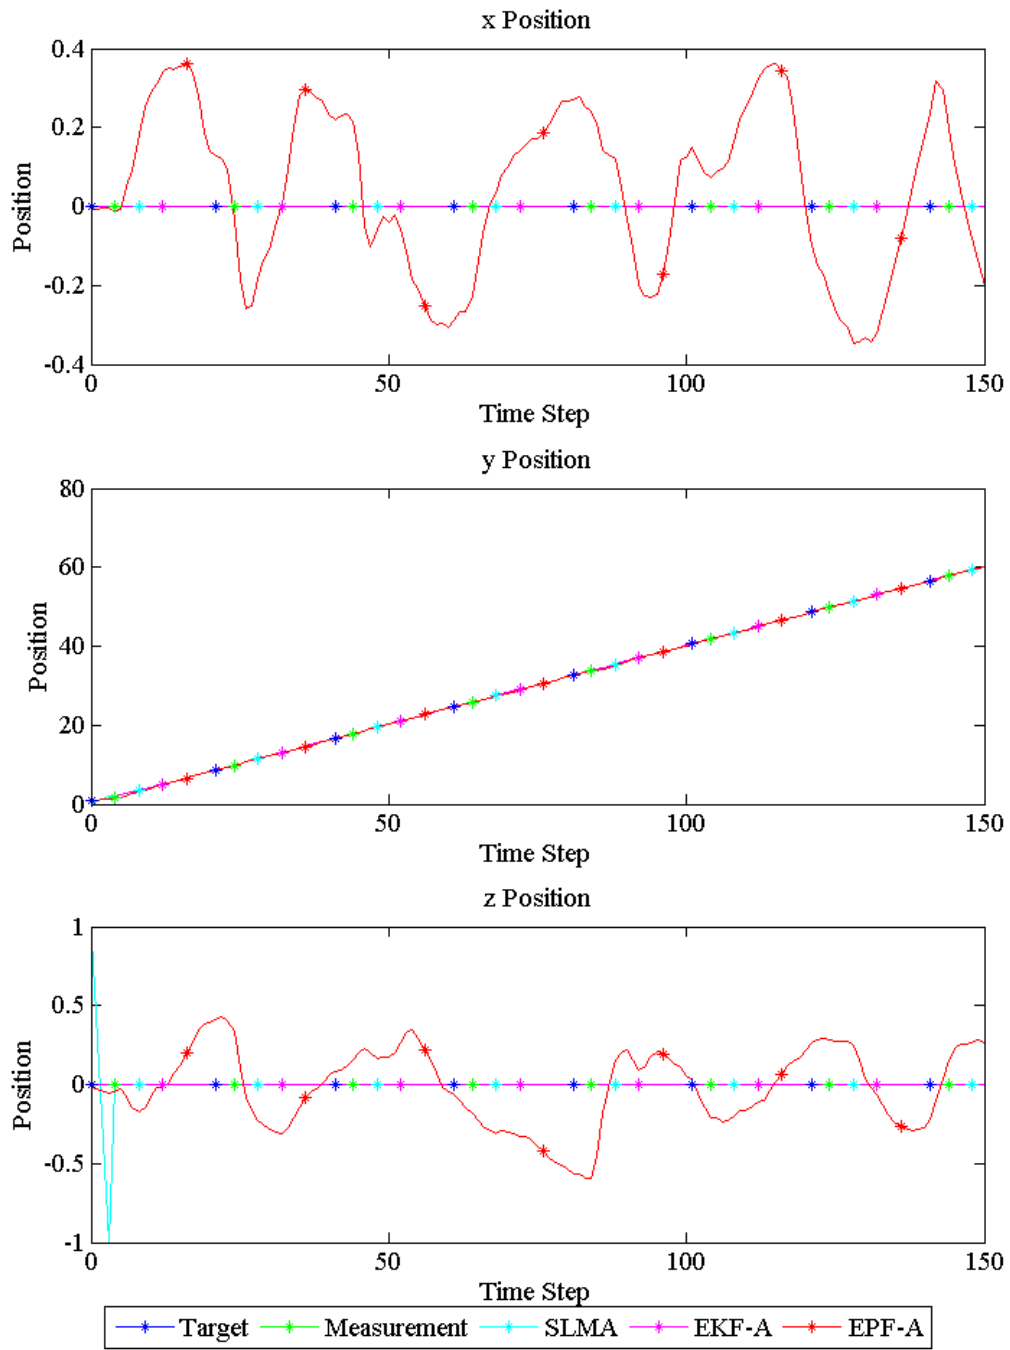 x Position
0.4
0.2
0
-0.2
-0.4
Position
0 50 100 150
Time Step
y Position
80
60
40
20
0
Position
0 50 100 150
Time Step
z Position
1
0.5
0
-0.5
-1
Position
0 50 100 150
Time Step
Target Measurement SLMA EKF-A EPF-A